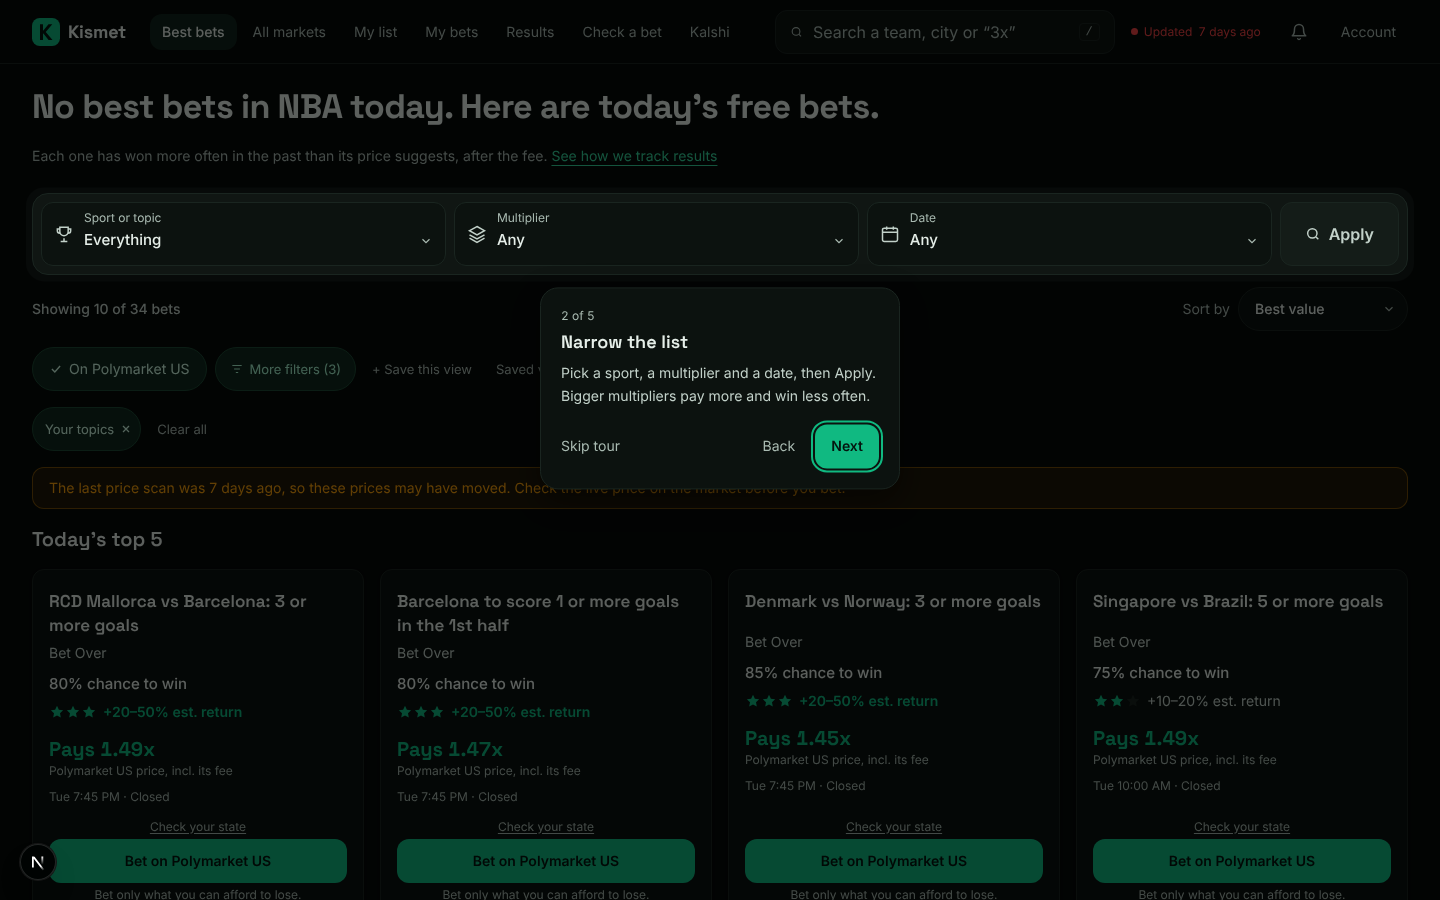 K Kismet
Best bets
All markets
My list
My bets
Results
Check a bet
Kalshi
Search a team, city or “3x”
/
Updated 7 days ago
Account
No best bets in NBA today. Here are today’s free bets.
Each one has won more often in the past than its price suggests, after the fee. See how we track results
Sport or topic
Everything
Multiplier
Any
Date
Any
Apply
Showing 10 of 34 bets
Sort by
Best value
On Polymarket US
More filters (3)
+ Save this view
Saved
Your topics ×
Clear all
2 of 5
Narrow the list
Pick a sport, a multiplier and a date, then Apply.
Bigger multipliers pay more and win less often.
Skip tour
Back
Next
The last price scan was 7 days ago, so these prices may have moved. Check the live price on the market before you bet.
Today’s top 5
RCD Mallorca vs Barcelona: 3 or
more goals
Bet Over
80% chance to win
+20–50% est. return
Pays 1.49x
Polymarket US price, incl. its fee
Tue 7:45 PM · Closed
Check your state
Bet on Polymarket US
Bet only what you can afford to lose.
Barcelona to score 1 or more goals
in the 1st half
Bet Over
80% chance to win
+20–50% est. return
Pays 1.47x
Polymarket US price, incl. its fee
Tue 7:45 PM · Closed
Check your state
Bet on Polymarket US
Bet only what you can afford to lose.
Denmark vs Norway: 3 or more goals
Bet Over
85% chance to win
+20–50% est. return
Pays 1.45x
Polymarket US price, incl. its fee
Tue 7:45 PM · Closed
Check your state
Bet on Polymarket US
Bet only what you can afford to lose.
Singapore vs Brazil: 5 or more goals
Bet Over
75% chance to win
+10–20% est. return
Pays 1.49x
Polymarket US price, incl. its fee
Tue 10:00 AM · Closed
Check your state
Bet on Polymarket US
Bet only what you can afford to lose.
N